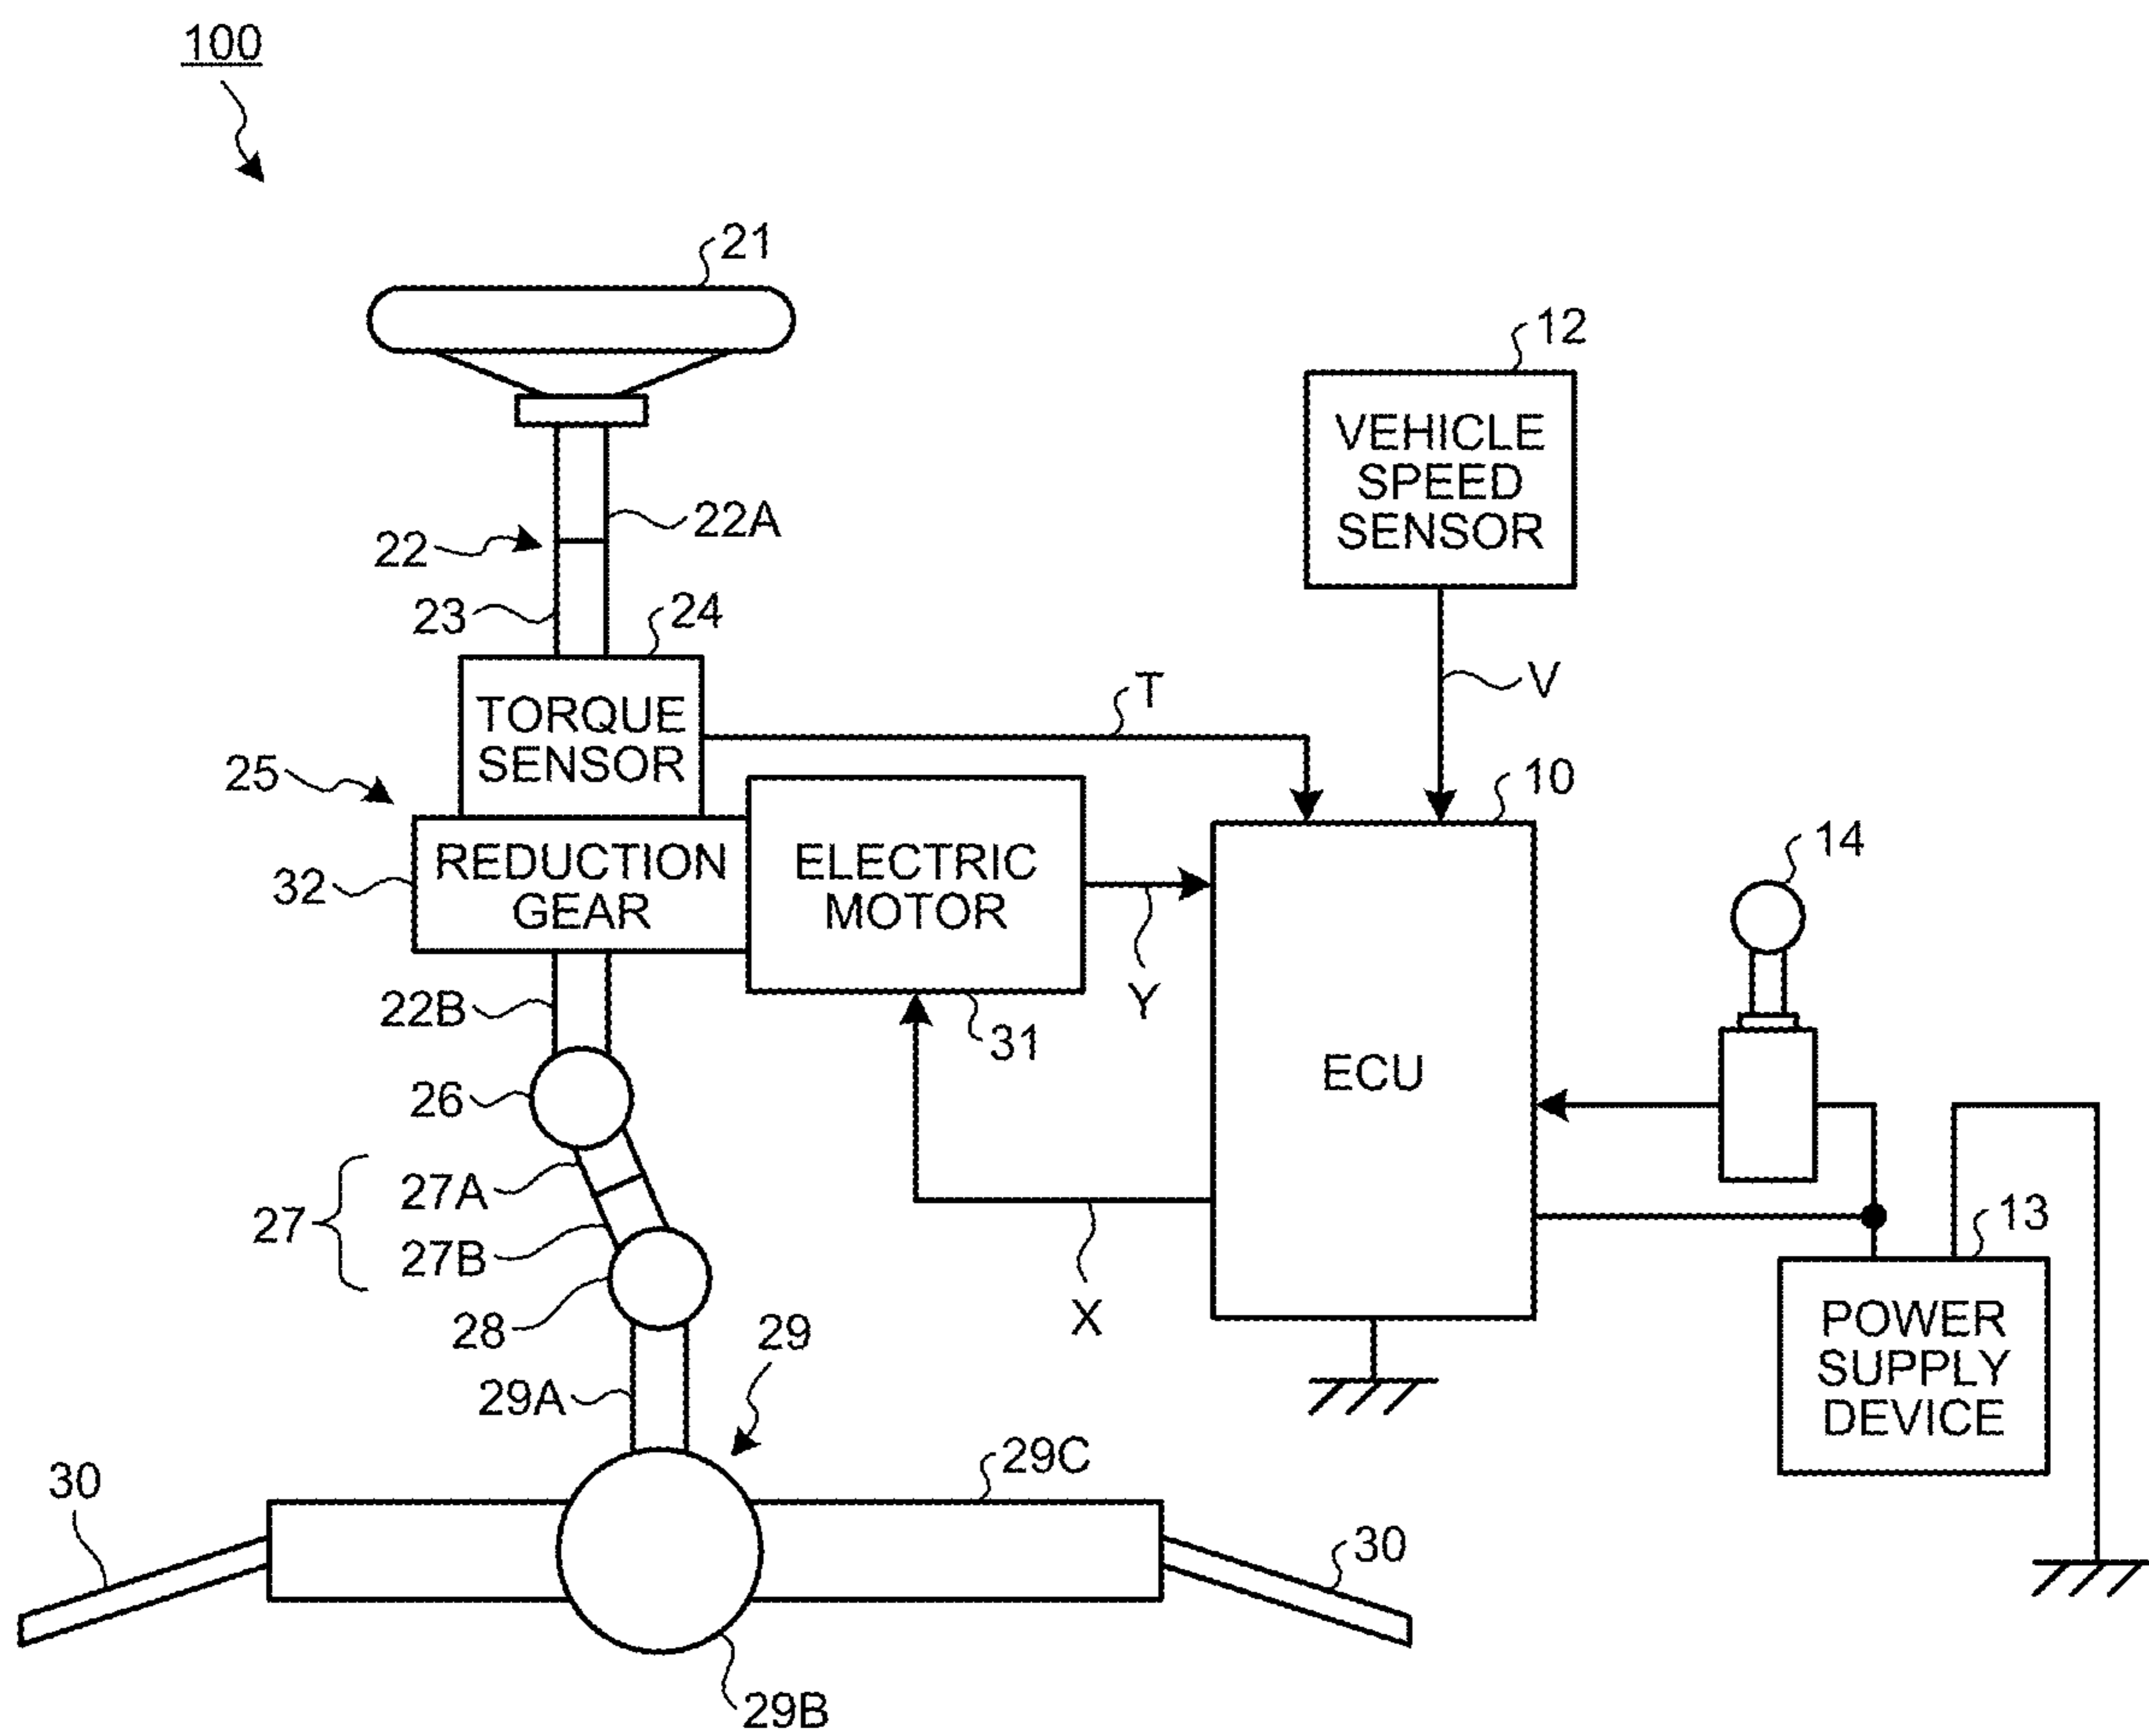 100
21
12
VEHICLE
SPEED
SENSOR
22A
22
23
24
T
V
TORQUE
SENSOR
25
10
14
REDUCTION
GEAR
32
ELECTRIC
MOTOR
Y
22B
31
ECU
26
27A
27
27B
13
28
X
29
POWER
SUPPLY
DEVICE
29A
29C
30
30
29B